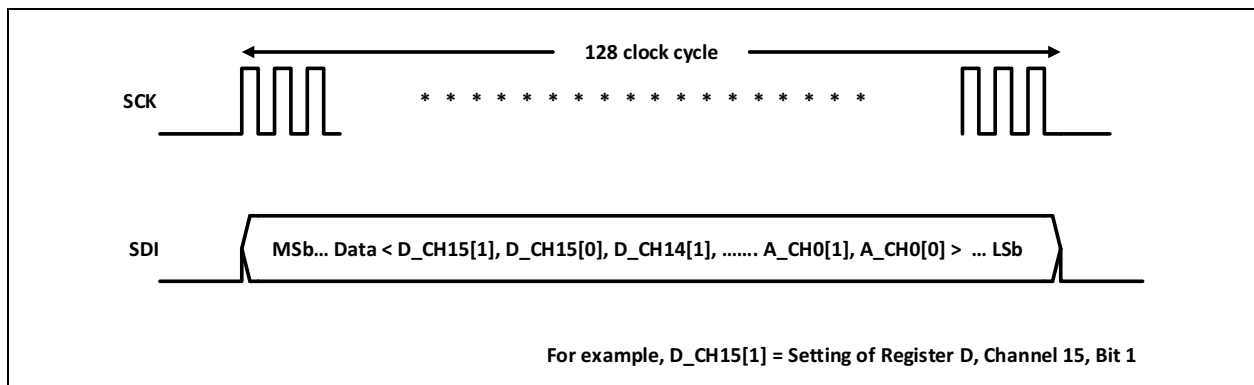 128 clock cycle
SCK
* * * * * * * * * * * * * * * * * *
SDI
MSb... Data < D_CH15[1], D_CH15[0], D_CH14[1], ....... A_CH0[1], A_CH0[0] > ... LSb
For example, D_CH15[1] = Setting of Register D, Channel 15, Bit 1